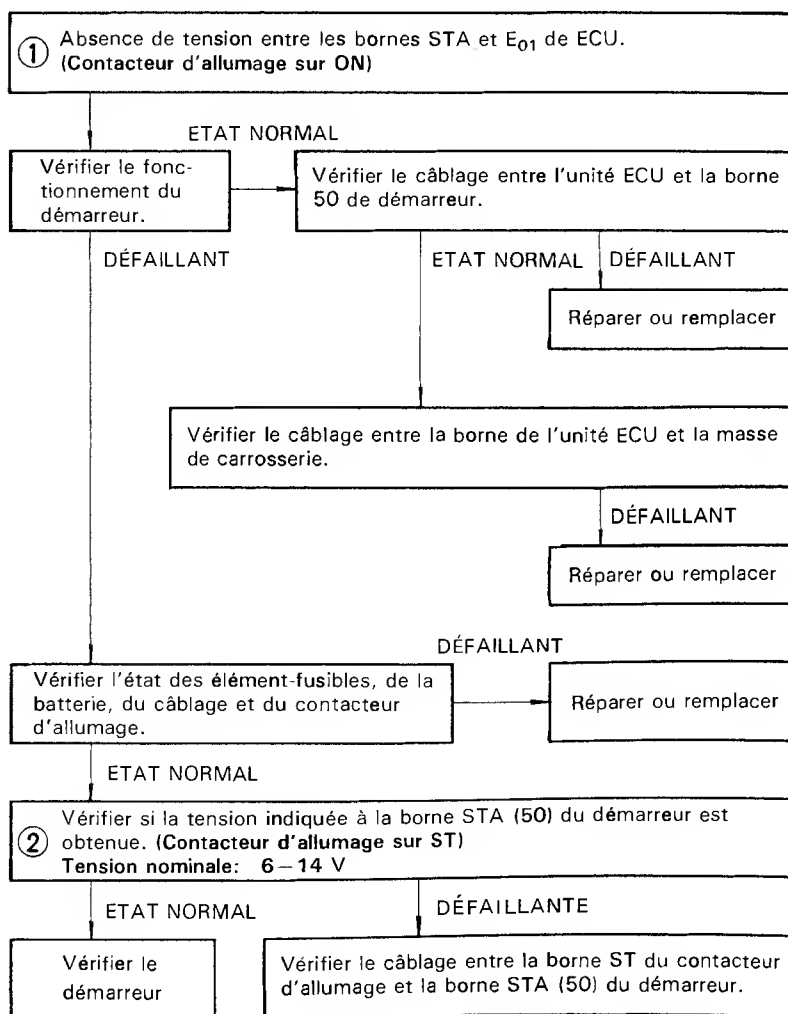 ① Absence de tension entre les bornes STA et E01 de ECU.
(Contacteur d'allumage sur ON)
ETAT NORMAL
Vérifier le fonc-
tionnement du
démarreur.
Vérifier le câblage entre l'unité ECU et la borne
50 de démarreur.
DÉFAILLANT
ETAT NORMAL
DÉFAILLANT
Réparer ou remplacer
Vérifier le câblage entre la borne de l'unité ECU et la masse
de carrosserie.
DÉFAILLANT
Réparer ou remplacer
DÉFAILLANT
Vérifier l'état des élément-fusibles, de la
batterie, du câblage et du contacteur
d'allumage.
Réparer ou remplacer
ETAT NORMAL
② Vérifier si la tension indiquée à la borne STA (50) du démarreur est
obtenue. (Contacteur d'allumage sur ST)
Tension nominale: 6–14 V
ETAT NORMAL
DÉFAILLANTE
Vérifier le
démarreur
Vérifier le câblage entre la borne ST du contacteur
d'allumage et la borne STA (50) du démarreur.